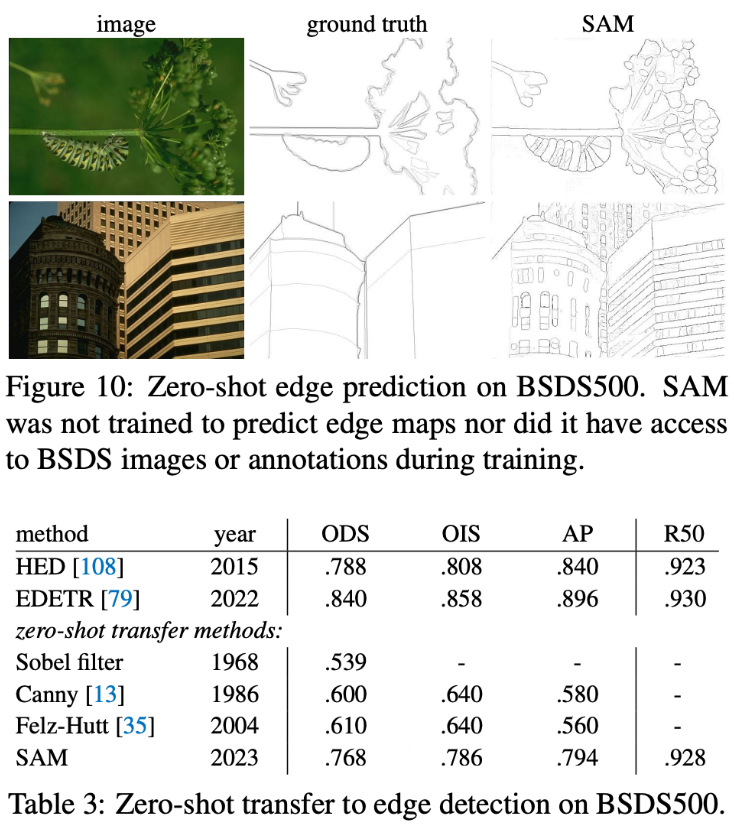 image ground truth SAM
Figure 10: Zero-shot edge prediction on BSDS500. SAM
was not trained to predict edge maps nor did it have access
to BSDS images or annotations during training.
method year ODS OIS AP R50
HED [108] 2015 .788 .808 .840 .923
EDETR [79] 2022 .840 .858 .896 .930
zero-shot transfer methods:
Sobel filter 1968 .539 - - -
Canny [13] 1986 .600 .640 .580 -
Felz-Hutt [35] 2004 .610 .640 .560 -
SAM 2023 .768 .786 .794 .928
Table 3: Zero-shot transfer to edge detection on BSDS500.